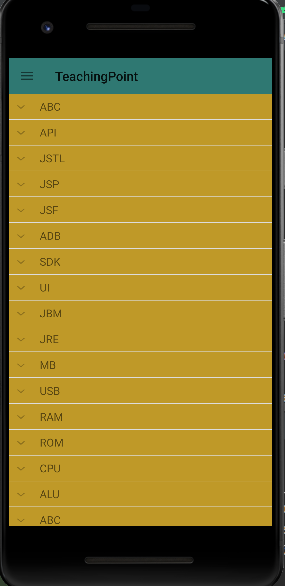 TeachingPoint
ABC
API
JSTL
JSP
JSF
ADB
SDK
UI
JBM
JRE
MB
USB
RAM
ROM
CPU
ALU
ABC